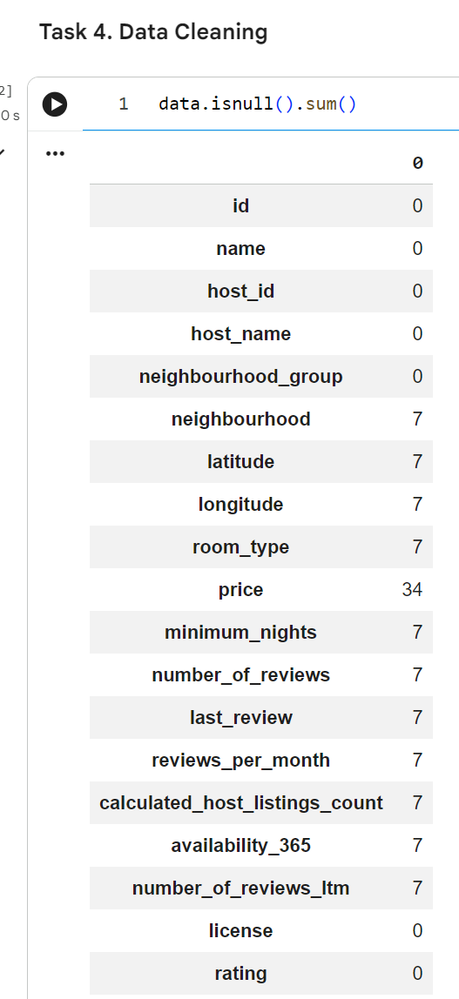 Task 4. Data Cleaning
2]
0 s
1 data.isnull().sum()
0
id 0
name 0
host_id 0
host_name 0
neighbourhood_group 0
neighbourhood 7
latitude 7
longitude 7
room_type 7
price 34
minimum_nights 7
number_of_reviews 7
last_review 7
reviews_per_month 7
calculated_host_listings_count 7
availability_365 7
number_of_reviews_ltm 7
license 0
rating 0